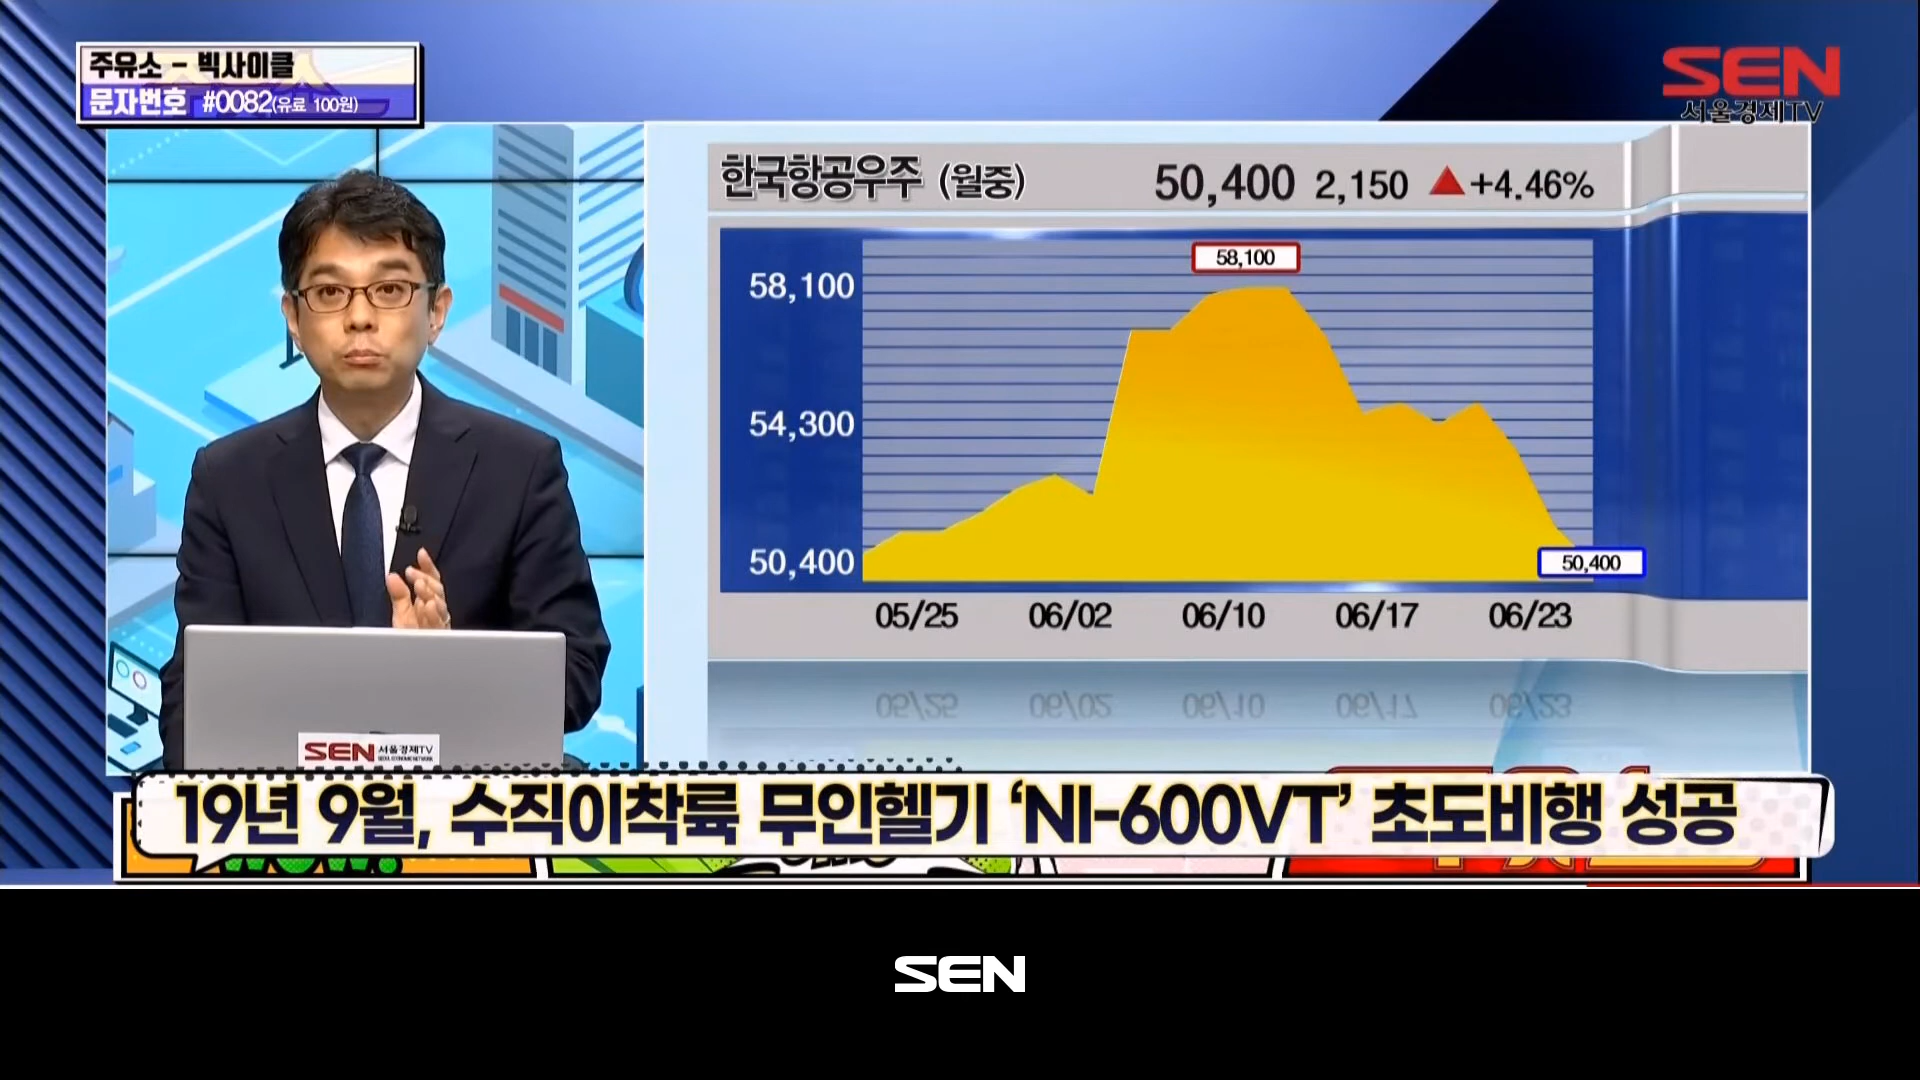 주유소 - 빅사이클
문자번호 #0082(유료 100원)
SEN
서울경제TV
한국항공우주 (월중) 50,400 2,150 ▲+4.46%
58,100
58,100
54,300
50,400
50,400
05/25 06/02 06/10 06/17 06/23
SEN 서울경제TV
19년 9월, 수직이착륙 무인헬기 ‘NI-600VT’ 초도비행 성공
SEN